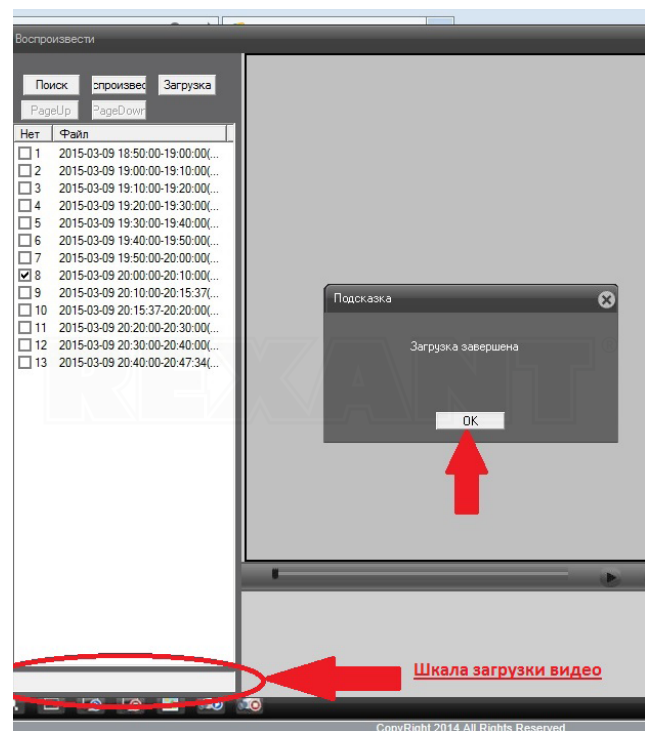 Воспроизвести
Поиск
спроизвес
Загрузка
PageUp
PageDown
Нет Файл
1 2015-03-09 18:50:00-19:00:00(...
2 2015-03-09 19:00:00-19:10:00(...
3 2015-03-09 19:10:00-19:20:00(...
4 2015-03-09 19:20:00-19:30:00(...
5 2015-03-09 19:30:00-19:40:00(...
6 2015-03-09 19:40:00-19:50:00(...
7 2015-03-09 19:50:00-20:00:00(...
8 2015-03-09 20:00:00-20:10:00(...
9 2015-03-09 20:10:00-20:15:37(...
10 2015-03-09 20:15:37-20:20:00(...
11 2015-03-09 20:20:00-20:30:00(...
12 2015-03-09 20:30:00-20:40:00(...
13 2015-03-09 20:40:00-20:47:34(...
Подсказка
Загрузка завершена
OK
REXANT
Шкала загрузки видео
CopyRight 2014 All Rights Reserved